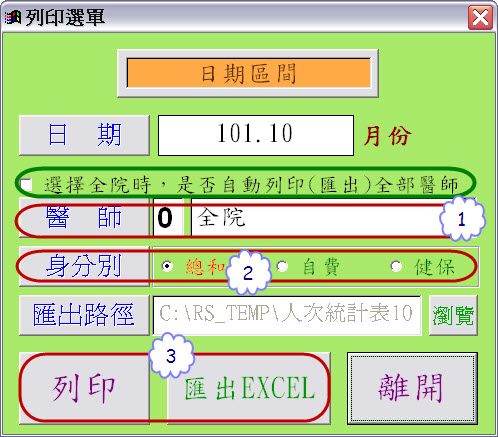 列印選單
日期區間
日 期 101.10 月份
選擇全院時，是否自動列印(匯出)全部醫師
醫 師 0 全院 1
身分別 總和 2 自費 健保
匯出路徑 C:\RS_TEMP\人次統計表10 瀏覽
3
列印 匯出EXCEL 離開